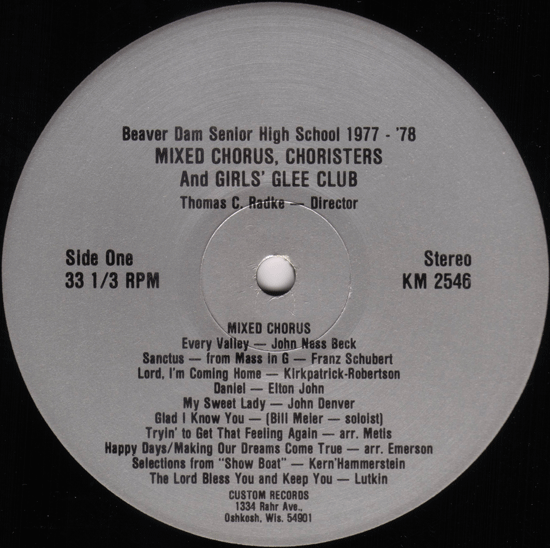 Beaver Dam Senior High School 1977 - '78
MIXED CHORUS, CHORISTERS
And GIRLS' GLEE CLUB
Thomas C. Radke — Director
Side One
33 1/3 RPM
Stereo
KM 2546
MIXED CHORUS
Every Valley — John Ness Beck
Sanctus — from Mass in G — Franz Schubert
Lord, I'm Coming Home — Kirkpatrick-Robertson
Daniel — Elton John
My Sweet Lady — John Denver
Glad I Know You — (Bill Meier — soloist)
Tryin' to Get That Feeling Again — arr. Metis
Happy Days/Making Our Dreams Come True — arr. Emerson
Selections from "Show Boat" — Kern'Hammerstein
The Lord Bless You and Keep You — Lutkin
CUSTOM RECORDS
1334 Rahr Ave.,
Oshkosh, Wis. 54901